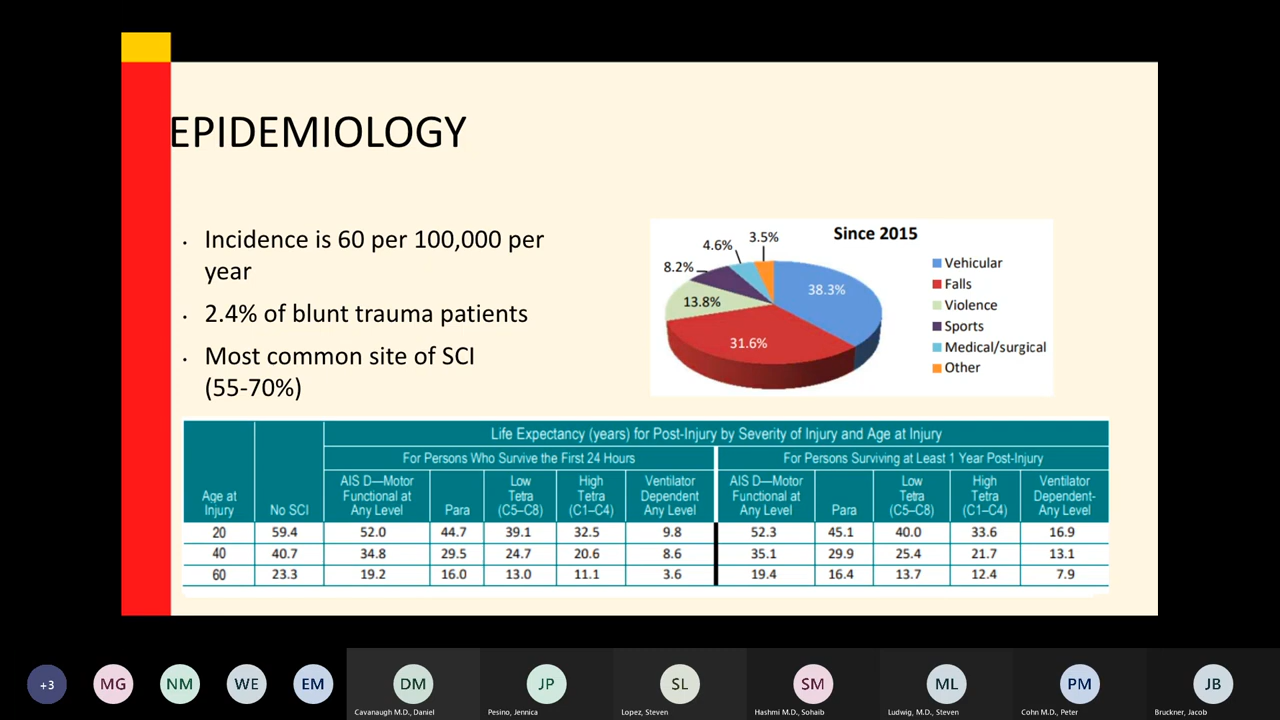 EPIDEMIOLOGY
• Incidence is 60 per 100,000 per
year
• 2.4% of blunt trauma patients
• Most common site of SCI
(55-70%)
Since 2015
3.5%
4.6%
8.2%
13.8%
38.3%
31.6%
Vehicular
Falls
Violence
Sports
Medical/surgical
Other
Life Expectancy (years) for Post-Injury by Severity of Injury and Age at Injury
For Persons Who Survive the First 24 Hours For Persons Surviving at Least 1 Year Post-Injury
Age at Injury No SCI AIS D—Motor Functional at Any Level Para Low Tetra (C5–C8) High Tetra (C1–C4) Ventilator Dependent Any Level AIS D—Motor Functional at Any Level Para Low Tetra (C5–C8) High Tetra (C1–C4) Ventilator Dependent- Any Level
20 59.4 52.0 44.7 39.1 32.5 9.8 52.3 45.1 40.0 33.6 16.9
40 40.7 34.8 29.5 24.7 20.6 8.6 35.1 29.9 25.4 21.7 13.1
60 23.3 19.2 16.0 13.0 11.1 3.6 19.4 16.4 13.7 12.4 7.9
+3 MG NM WE EM DM JP SL SM ML PM JB
Cavanaugh M.D., Daniel Pesino, Jennica Lopez, Steven Hashmi M.D., Sohaib Ludwig, M.D., Steven Cohn M.D., Peter Bruckner, Jacob